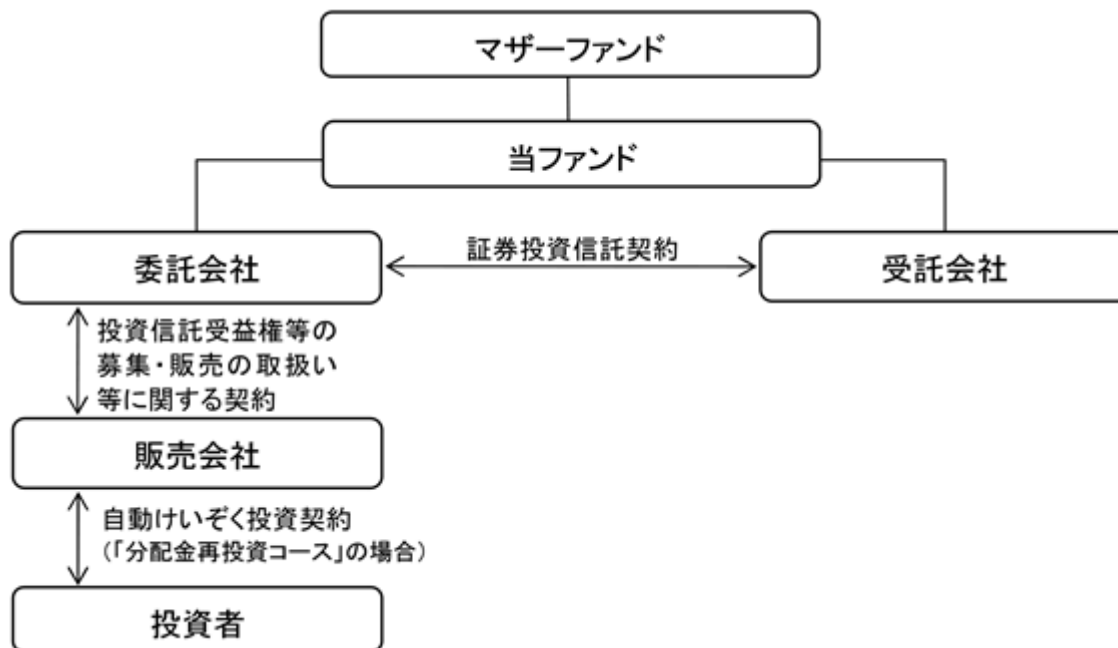 マザーファンド
当ファンド
委託会社
証券投資信託契約
受託会社
投資信託受益権等の
募集・販売の取扱い
等に関する契約
販売会社
自動けいぞく投資契約
(「分配金再投資コース」の場合)
投資者